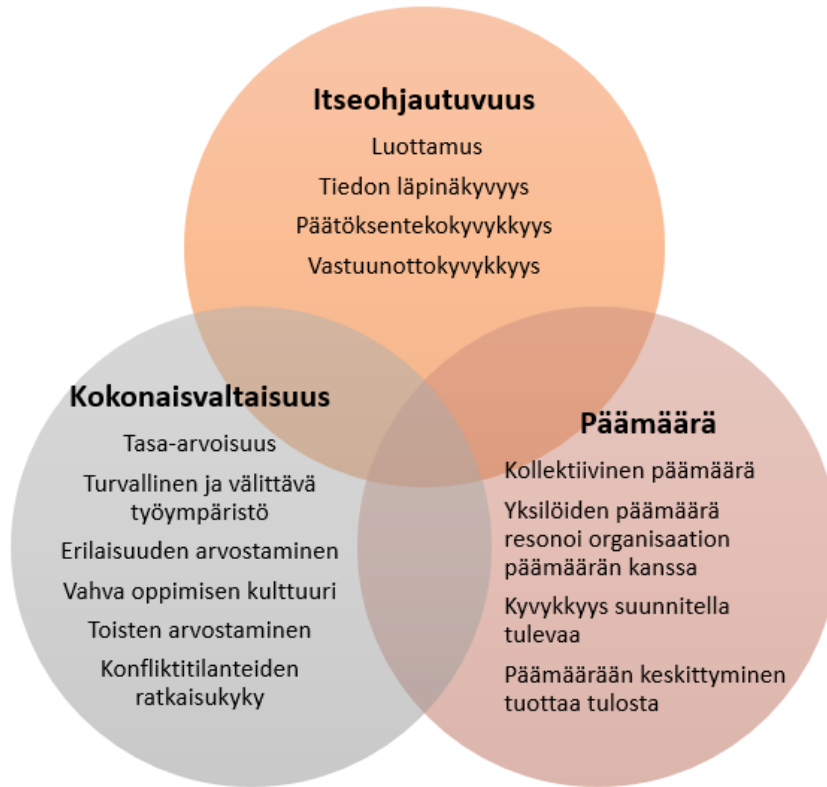 Itseohjautuvuus
Luottamus
Tiedon läpinäkyvyys
Päätöksentekokyvykkyys
Vastuunottokyvykkyys
Kokonaisvaltaisuus
Tasa-arvoisuus
Turvallinen ja välittävä
työympäristö
Erilaisuuden arvostaminen
Vahva oppimisen kulttuuri
Toisten arvostaminen
Konfliktitilanteiden
ratkaisukyky
Päämäärä
Kollektiivinen päämäärä
Yksilöiden päämäärä
resonoi organisaation
päämäärän kanssa
Kyvykkyys suunnitella
tulevaa
Päämäärään keskittyminen
tuottaa tulosta